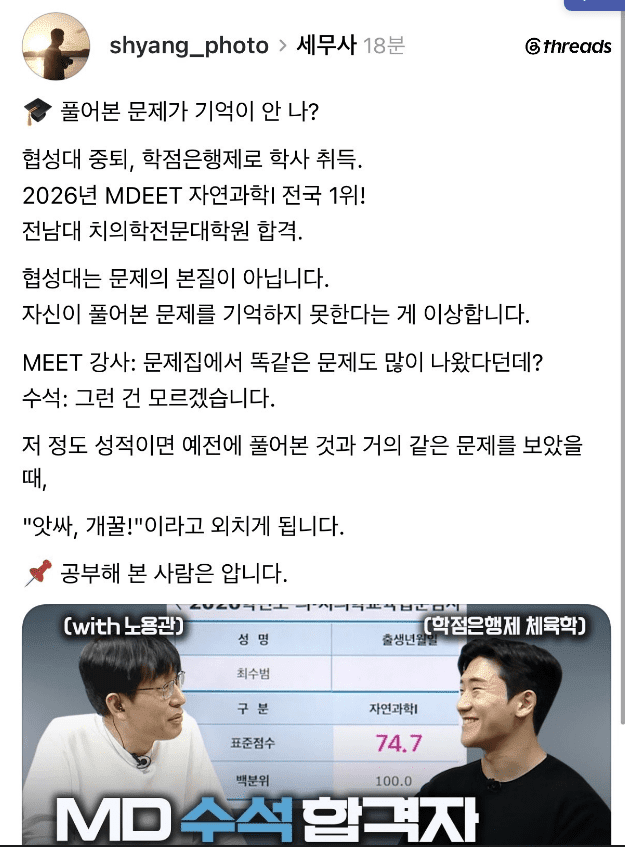 shyang_photo > 세무사 18분
threads
🎓 풀어본 문제가 기억이 안 나?
협성대 중퇴, 학점은행제로 학사 취득.
2026년 MDEET 자연과학I 전국 1위!
전남대 치의학전문대학원 합격.
협성대는 문제의 본질이 아닙니다.
자신이 풀어본 문제를 기억하지 못한다는 게 이상합니다.
MEET 강사: 문제집에서 똑같은 문제도 많이 나왔다던데?
수석: 그런 건 모르겠습니다.
저 정도 성적이면 예전에 풀어본 것과 거의 같은 문제를 보았을
때,
"앗싸, 개꿀!"이라고 외치게 됩니다.
📌 공부해 본 사람은 압니다.
(with 노용관)
(학점은행제 체육학)
성 명 출생년월일
최수범
구 분 자연과학I
표준점수 74.7
백분위 100.0
MD 수석 합격자